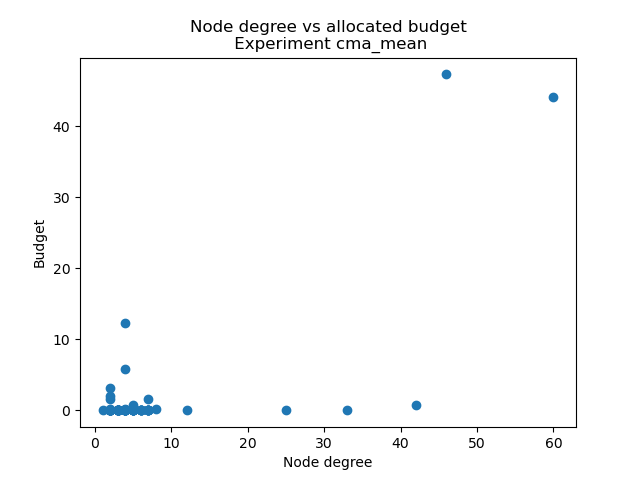 Node degree vs allocated budget
Experiment cma_mean
Budget
40
30
20
10
0
0 10 20 30 40 50 60
Node degree